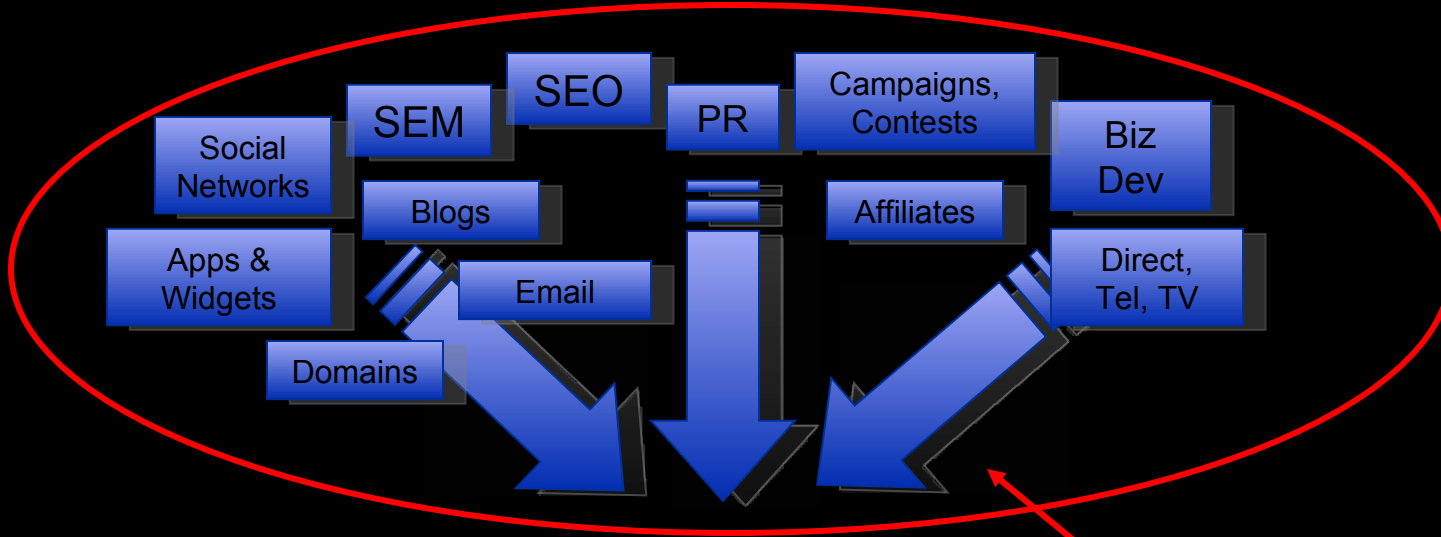 SEO
SEM
PR
Campaigns,
Contests
Biz
Dev
Social
Networks
Blogs
Affiliates
Apps &
Widgets
Email
Direct,
Tel, TV
Domains